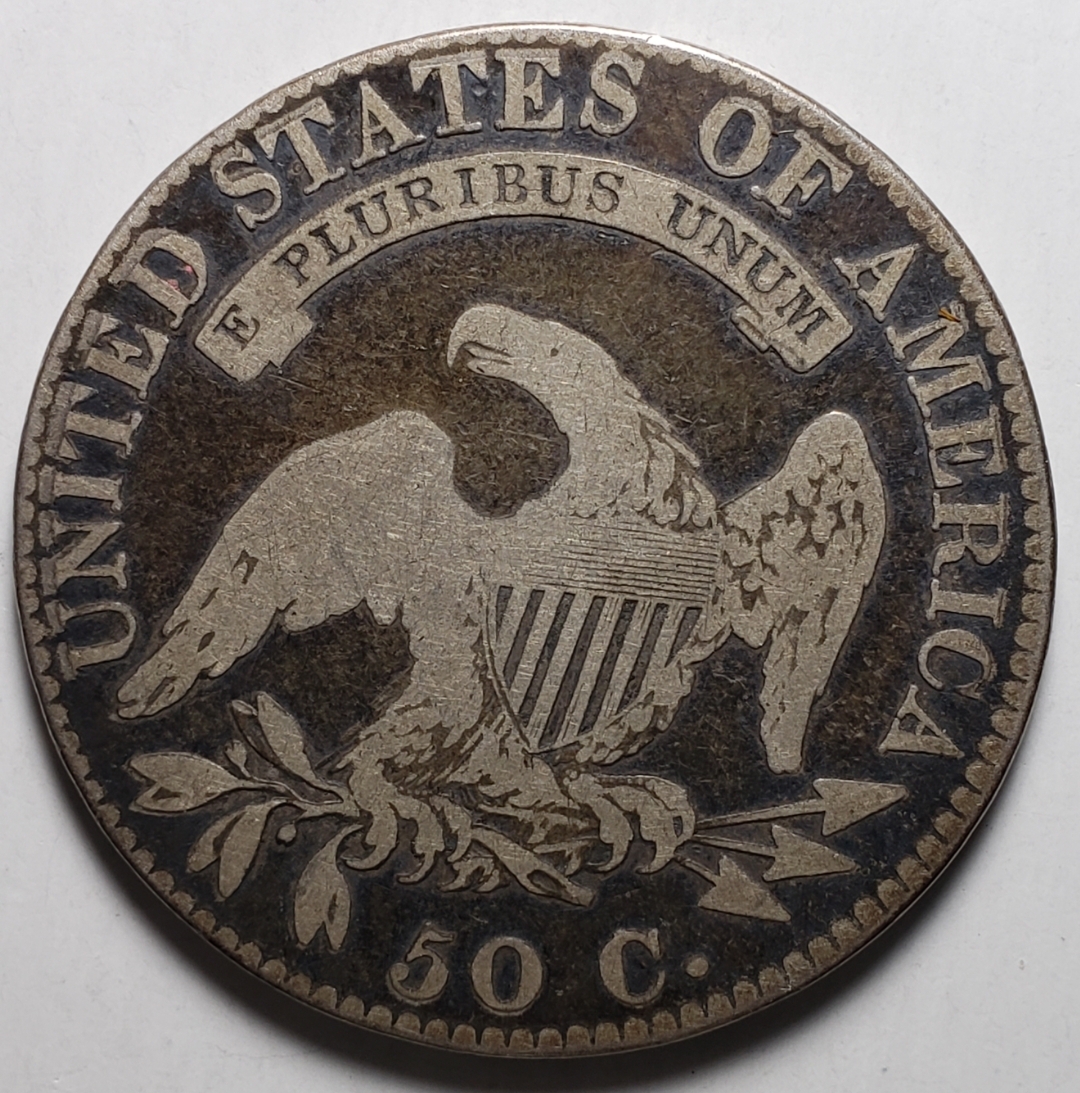 UNITED STATES OF AMERICA
E PLURIBUS UNUM
50 C.